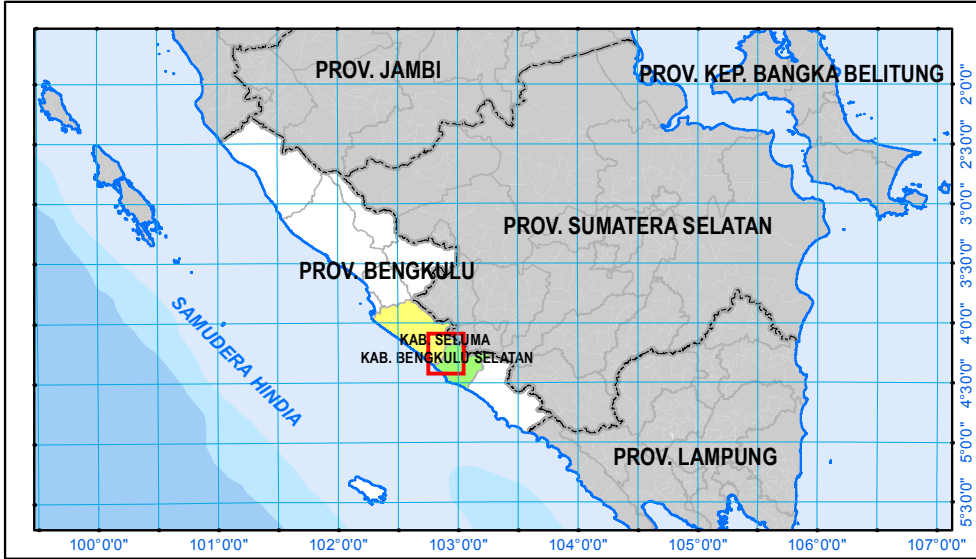 PROV. JAMBI
PROV. KEP. BANGKA BELITUNG
PROV. SUMATERA SELATAN
PROV. BENGKULU
SAMUDERA HINDIA
KAB. SELUMA
KAB. BENGKULU SELATAN
PROV. LAMPUNG
2°0'0"
2°30'0"
3°0'0"
3°30'0"
4°0'0"
4°30'0"
5°0'0"
5°30'0"
100°0'0"
101°0'0"
102°0'0"
103°0'0"
104°0'0"
105°0'0"
106°0'0"
107°0'0"